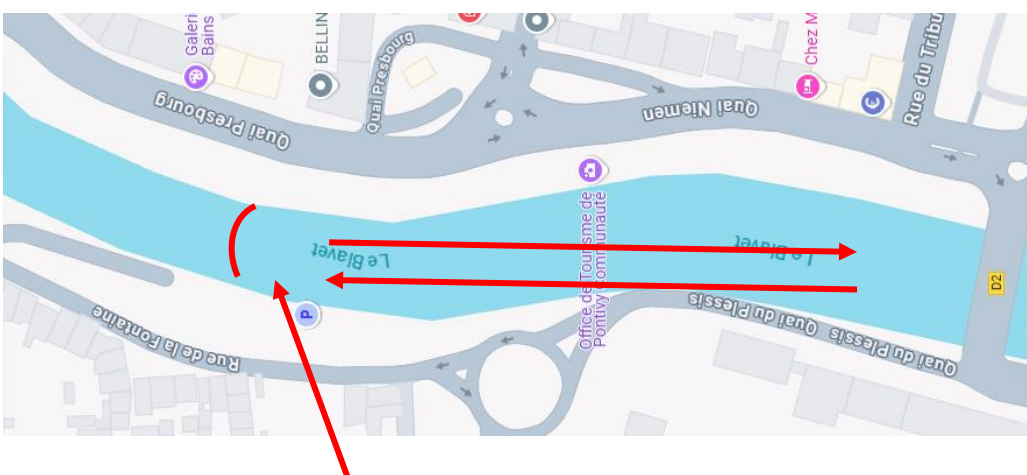 Galerie
Bains
BELLIN
Quai Presbourg
Quai Presbourg
Quai Niemen
Chez M
€
Rue du Tribu
Office de Tourisme de
Pontivy Communauté
Le Blavet
Le Blavet
D2
P
Quai du Plessis
Quai du Plessis
Rue de la Fontaine